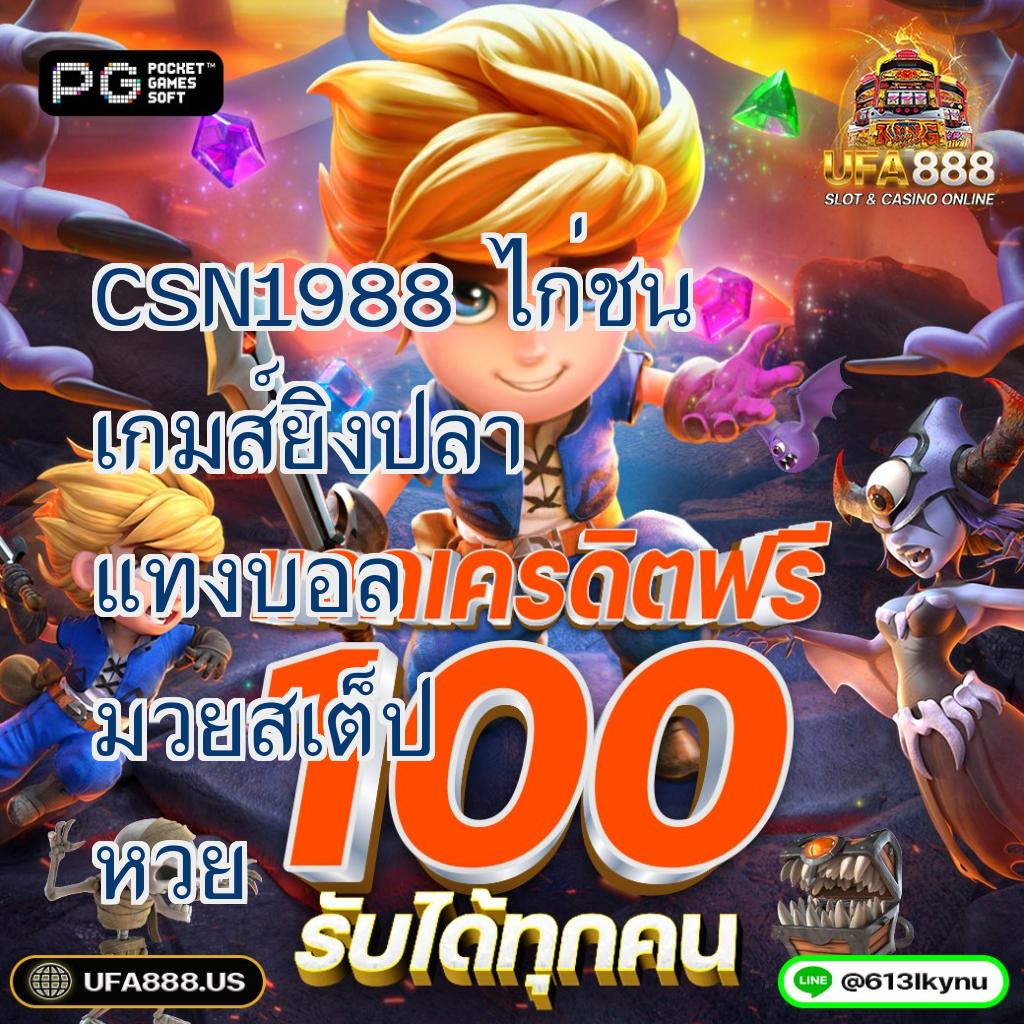 PG POCKET GAMES SOFT™
UFA888
SLOT & CASINO ONLINE
CSN1988 ไก่ชน
เกมส์ยิงปลา
แทงบอล
เครดิตฟรี
มวยสเต็ป
100
หวย
รับได้ทุกคน
UFA888.US
LINE @613lkynu